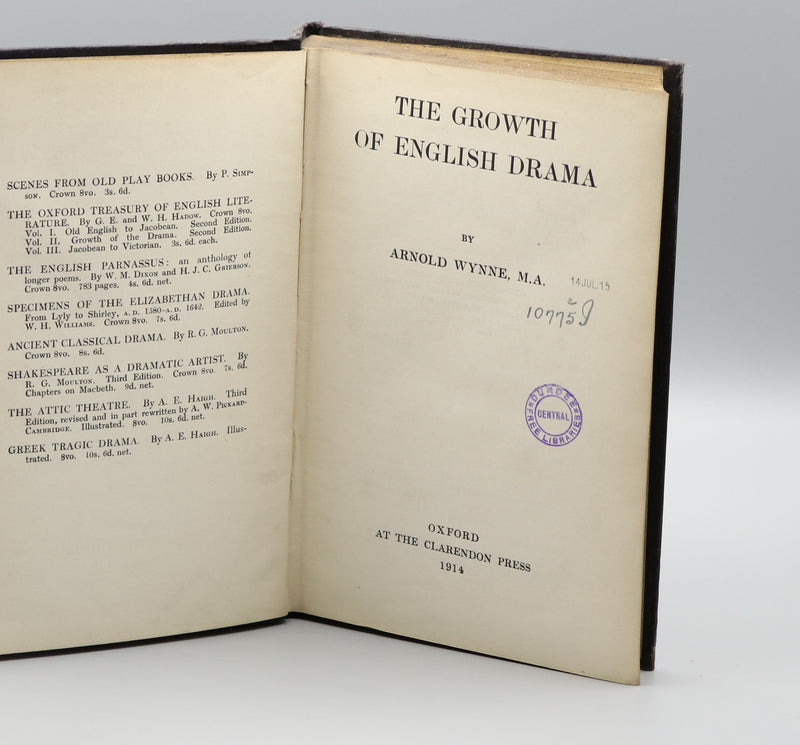 SCENES FROM OLD PLAY BOOKS. By P. SIMP-
SON. Crown 8vo. 3s. 6d.
THE OXFORD TREASURY OF ENGLISH LITE-
RATURE. By G. E. and W. H. HADOW. Crown 8vo.
Vol. I. Old English to Jacobean. Second Edition.
Vol. II. Growth of the Drama. Second Edition.
Vol. III. Jacobean to Victorian. 3s. 6d. each.
THE ENGLISH PARNASSUS: an anthology of
longer poems. By W. M. DIXON and H. J. C. GRIERSON.
Crown 8vo. 783 pages. 4s. 6d. net.
SPECIMENS OF THE ELIZABETHAN DRAMA.
From Lyly to Shirley, A.D. 1580-A.D. 1642. Edited by
W. H. WILLIAMS. Crown 8vo. 7s. 6d.
ANCIENT CLASSICAL DRAMA. By R. G. MOULTON.
Crown 8vo. 8s. 6d.
SHAKESPEARE AS A DRAMATIC ARTIST. By
R. G. MOULTON. Third Edition. Crown 8vo. 7s. 6d.
Chapters on Macbeth. 9d. net.
THE ATTIC THEATRE. By A. E. HAIGH. Third
Edition, revised and in part rewritten by A. W. PICKARD-
CAMBRIDGE. Illustrated. 8vo. 10s. 6d. net.
GREEK TRAGIC DRAMA. By A. E. HAIGH. Illus-
trated. 8vo. 10s. 6d. net.
THE GROWTH
OF ENGLISH DRAMA
BY
ARNOLD WYNNE, M.A.
14 JUL 15
10775
DUNDEE
CENTRAL
FREE LIBRARIES
OXFORD
AT THE CLARENDON PRESS
1914